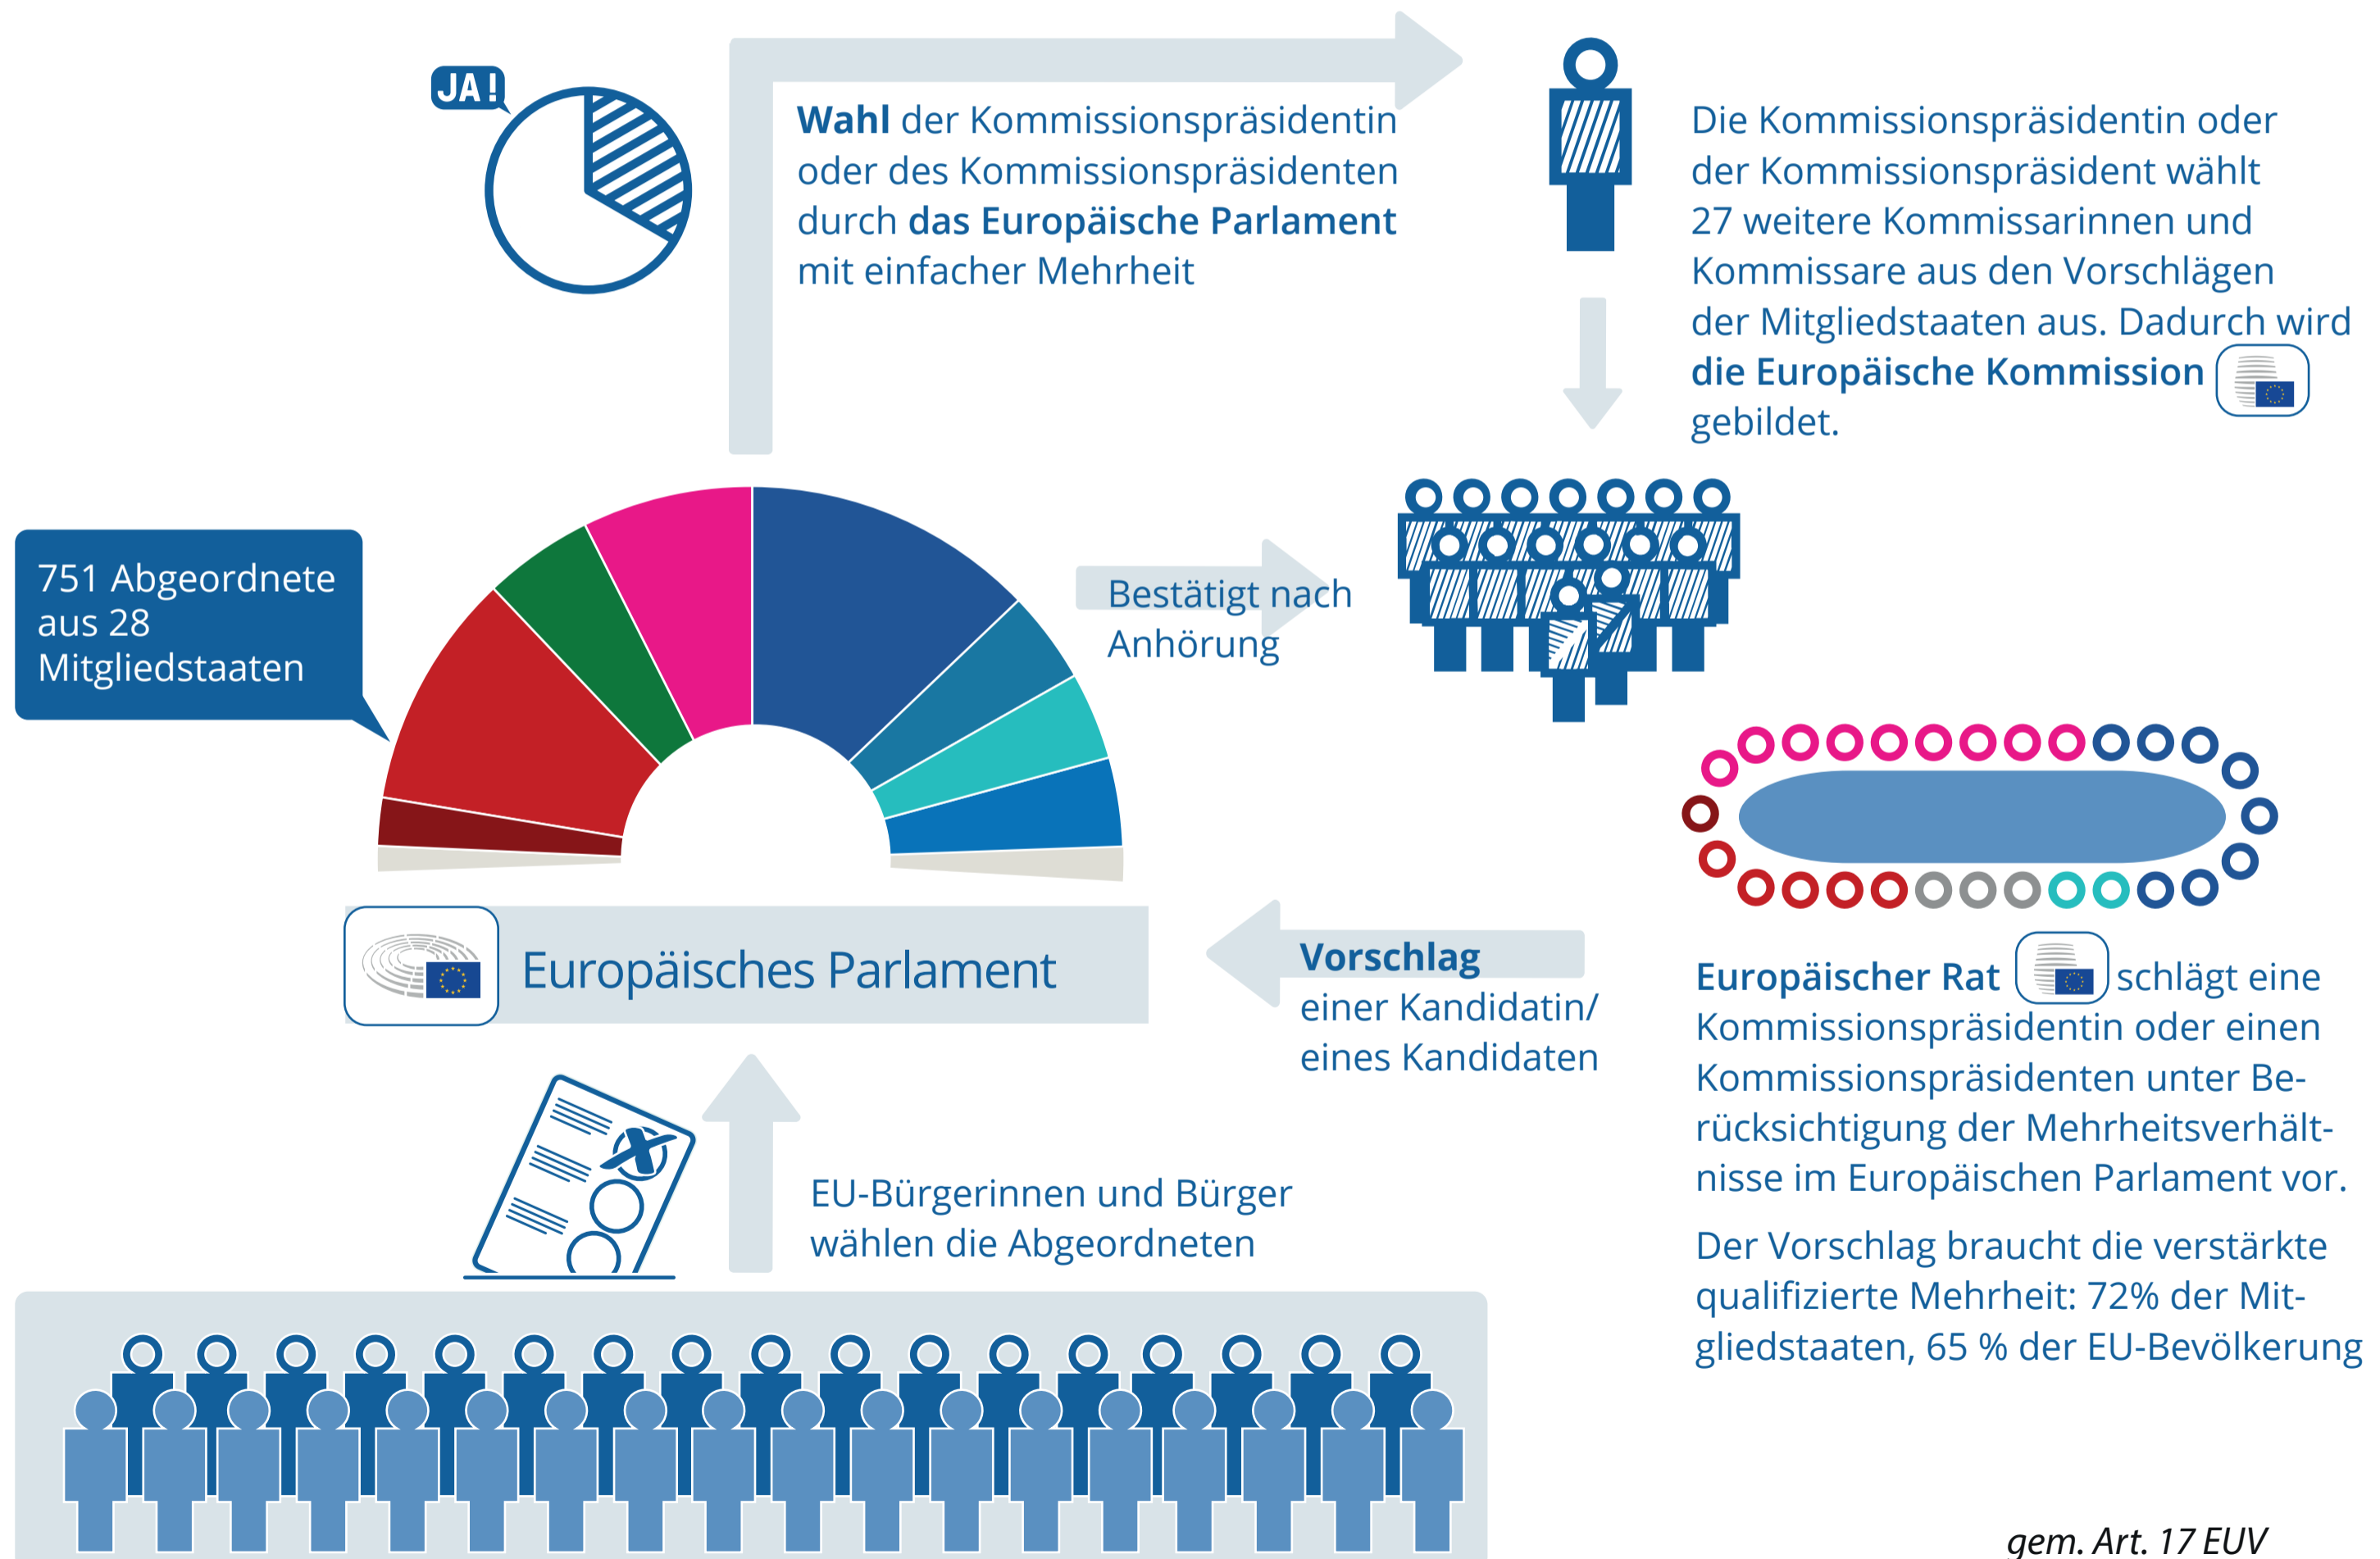 JA!
Wahl der Kommissionspräsidentin
oder des Kommissionspräsidenten
durch das Europäische Parlament
mit einfacher Mehrheit
Die Kommissionspräsidentin oder
der Kommissionspräsident wählt
27 weitere Kommissarinnen und
Kommissare aus den Vorschlägen
der Mitgliedstaaten aus. Dadurch wird
die Europäische Kommission
gebildet.
751 Abgeordnete
aus 28
Mitgliedstaaten
Bestätigt nach
Anhörung
Europäisches Parlament
Vorschlag
einer Kandidatin/
eines Kandidaten
Europäischer Rat schlägt eine
Kommissionspräsidentin oder einen
Kommissionspräsidenten unter Be-
rücksichtigung der Mehrheitsverhält-
nisse im Europäischen Parlament vor.
Der Vorschlag braucht die verstärkte
qualifizierte Mehrheit: 72% der Mit-
gliedstaaten, 65 % der EU-Bevölkerung
EU-Bürgerinnen und Bürger
wählen die Abgeordneten
gem. Art. 17 EUV